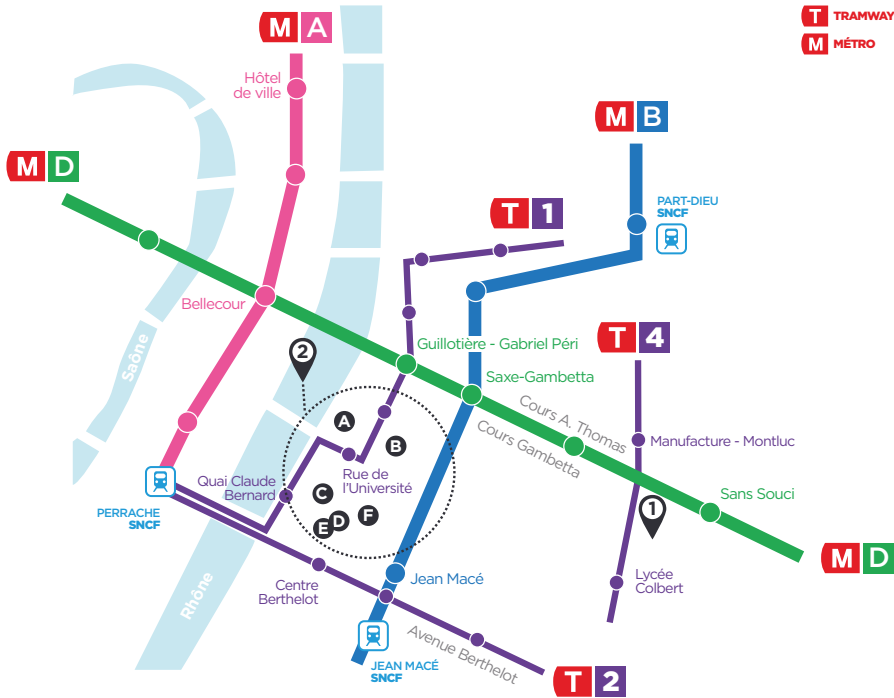 T TRAMWAY
M MÉTRO
M A
Hôtel
de ville
M B
M D
PART-DIEU
SNCF
T 1
Bellecour
Saône
Guillotière - Gabriel Péri
T 4
2
Saxe-Gambetta
Cours A. Thomas
Cours Gambetta
A
B
Manufacture - Montluc
Quai Claude
Bernard
Rue de
l'Université
C
D
E
F
Sans Souci
1
PERRACHE
SNCF
Rhône
Centre
Berthelot
Jean Macé
Lycée
Colbert
M D
Avenue Berthelot
JEAN MACÉ
SNCF
T 2